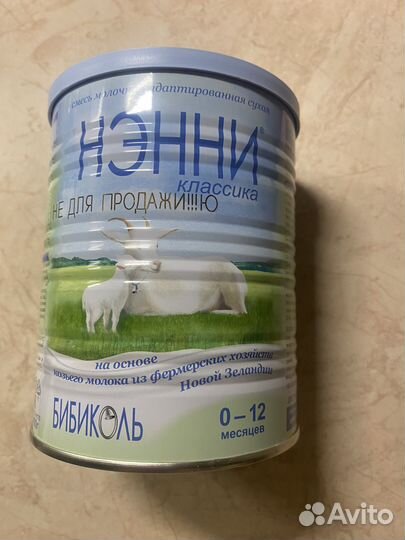 смесь молочная адаптированная сухая
НЭННИ®
классика
НЕ ДЛЯ ПРОДАЖИ!!!Ю
на основе
козьего молока из фермерских хозяйств
Новой Зеландии
БИБИКОЛЬ
0–12
месяцев
Avito